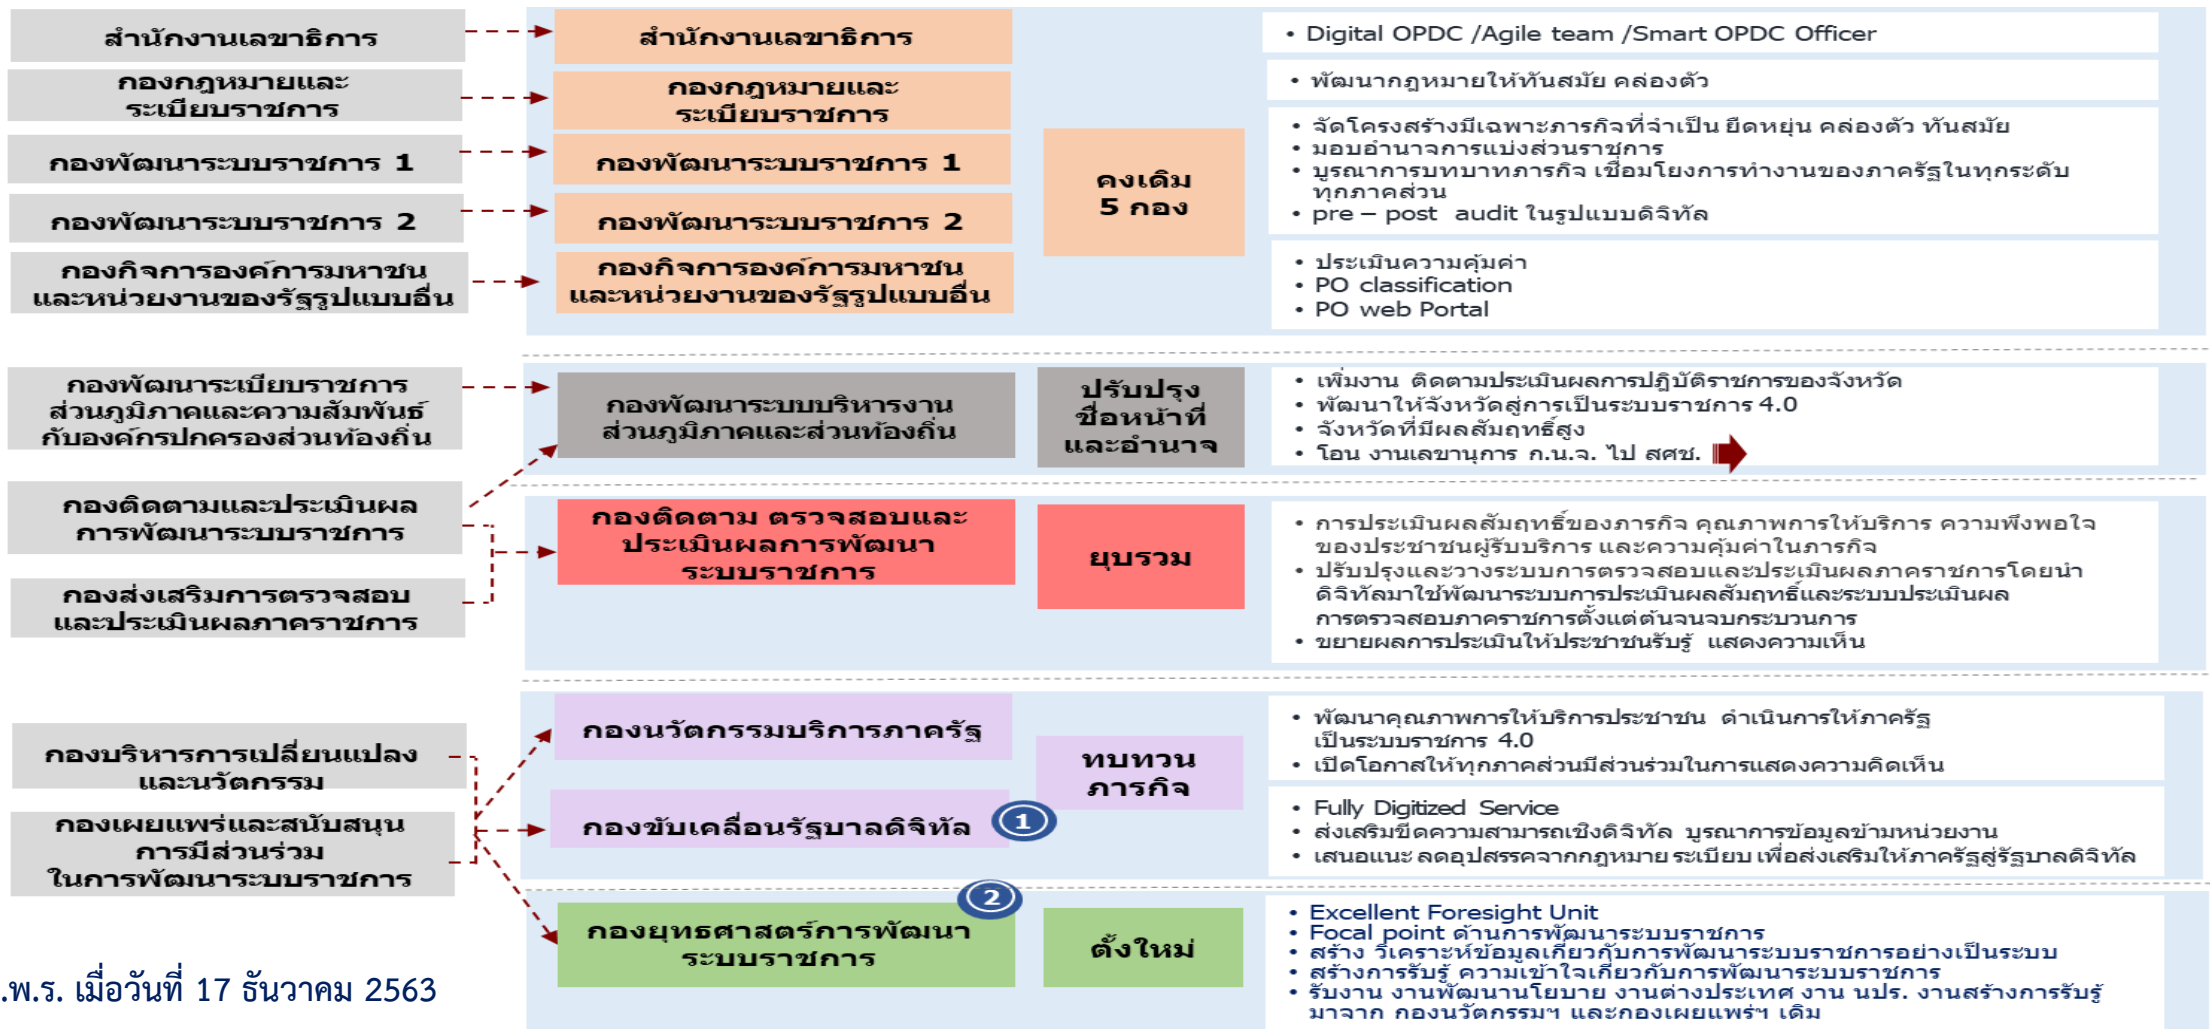 สำนักงานเลขาธิการ
กองกฎหมายและ
ระเบียบราชการ
กองพัฒนาระบบราชการ 1
กองพัฒนาระบบราชการ 2
กองกิจการองค์การมหาชน
และหน่วยงานของรัฐรูปแบบอื่น
สำนักงานเลขาธิการ
กองกฎหมายและ
ระเบียบราชการ
กองพัฒนาระบบราชการ 1
กองพัฒนาระบบราชการ 2
กองกิจการองค์การมหาชน
และหน่วยงานของรัฐรูปแบบอื่น
คงเดิม
5 กอง
• Digital OPDC /Agile team /Smart OPDC Officer
• พัฒนากฎหมายให้ทันสมัย คล่องตัว
• จัดโครงสร้างมีเฉพาะภารกิจที่จำเป็น ยืดหยุ่น คล่องตัว ทันสมัย
• มอบอำนาจการแบ่งส่วนราชการ
• บูรณาการบทบาทภารกิจ เชื่อมโยงการทำงานของภาครัฐในทุกระดับ
ทุกภาคส่วน
• pre – post audit ในรูปแบบดิจิทัล
• ประเมินความคุ้มค่า
• PO classification
• PO web Portal
กองพัฒนาระเบียบราชการ
ส่วนภูมิภาคและความสัมพันธ์
กับองค์กรปกครองส่วนท้องถิ่น
กองพัฒนาระบบบริหารงาน
ส่วนภูมิภาคและส่วนท้องถิ่น
ปรับปรุง
ชื่อหน้าที่
และอำนาจ
• เพิ่มงาน ติดตามประเมินผลการปฏิบัติราชการของจังหวัด
• พัฒนาให้จังหวัดสู่การเป็นระบบราชการ 4.0
• จังหวัดที่มีผลสัมฤทธิ์สูง
• โอน งานเลขานุการ ก.น.จ. ไป สศช.
กองติดตามและประเมินผล
การพัฒนาระบบราชการ
กองส่งเสริมการตรวจสอบ
และประเมินผลภาคราชการ
กองติดตาม ตรวจสอบและ
ประเมินผลการพัฒนา
ระบบราชการ
ยุบรวม
• การประเมินผลสัมฤทธิ์ของภารกิจ คุณภาพการให้บริการ ความพึงพอใจ
ของประชาชนผู้รับบริการ และความคุ้มค่าในภารกิจ
• ปรับปรุงและวางระบบการตรวจสอบและประเมินผลภาคราชการโดยนำ
ดิจิทัลมาใช้พัฒนาระบบการประเมินผลสัมฤทธิ์และระบบประเมินผล
การตรวจสอบภาคราชการตั้งแต่ต้นจนจบกระบวนการ
• ขยายผลการประเมินให้ประชาชนรับรู้ แสดงความเห็น
กองบริหารการเปลี่ยนแปลง
และนวัตกรรม
กองเผยแพร่และสนับสนุน
การมีส่วนร่วม
ในการพัฒนาระบบราชการ
กองนวัตกรรมบริการภาครัฐ
กองขับเคลื่อนรัฐบาลดิจิทัล
1
ทบทวน
ภารกิจ
• พัฒนาคุณภาพการให้บริการประชาชน ดำเนินการให้ภาครัฐ
เป็นระบบราชการ 4.0
• เปิดโอกาสให้ทุกภาคส่วนมีส่วนร่วมในการแสดงความคิดเห็น
• Fully Digitized Service
• ส่งเสริมขีดความสามารถเชิงดิจิทัล บูรณาการข้อมูลข้ามหน่วยงาน
• เสนอแนะ ลดอุปสรรคจากกฎหมาย ระเบียบ เพื่อส่งเสริมให้ภาครัฐสู่รัฐบาลดิจิทัล
2
กองยุทธศาสตร์การพัฒนา
ระบบราชการ
ตั้งใหม่
• Excellent Foresight Unit
• Focal point ด้านการพัฒนาระบบราชการ
• สร้าง วิเคราะห์ข้อมูลเกี่ยวกับการพัฒนาระบบราชการอย่างเป็นระบบ
• สร้างการรับรู้ ความเข้าใจเกี่ยวกับการพัฒนาระบบราชการ
• รับงาน งานพัฒนานโยบาย งานต่างประเทศ งาน นปร. งานสร้างการรับรู้
มาจาก กองนวัตกรรมฯ และกองเผยแพร่ฯ เดิม
.พ.ร. เมื่อวันที่ 17 ธันวาคม 2563